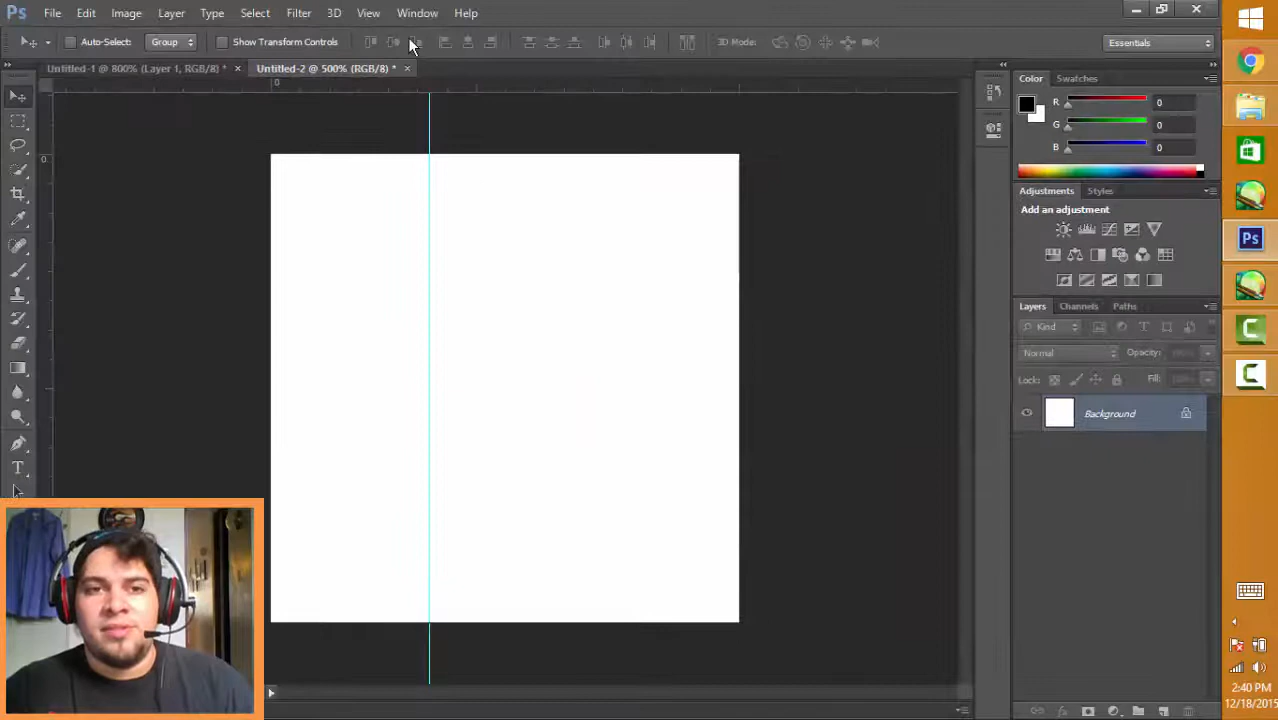 Ps File Edit Image Layer Type Select Filter 3D View Window Help
Auto-Select: Group Show Transform Controls 3D Mode: Essentials
Untitled-1 @ 800% (Layer 1, RGB/8) * × Untitled-2 @ 500% (RGB/8) * ×
0
0
Color Swatches
R 0
G 0
B 0
Adjustments Styles
Add an adjustment
Layers Channels Paths
Kind
Normal Opacity:
Lock: Fill:
Background
T
Ps
2:40 PM
12/18/2015